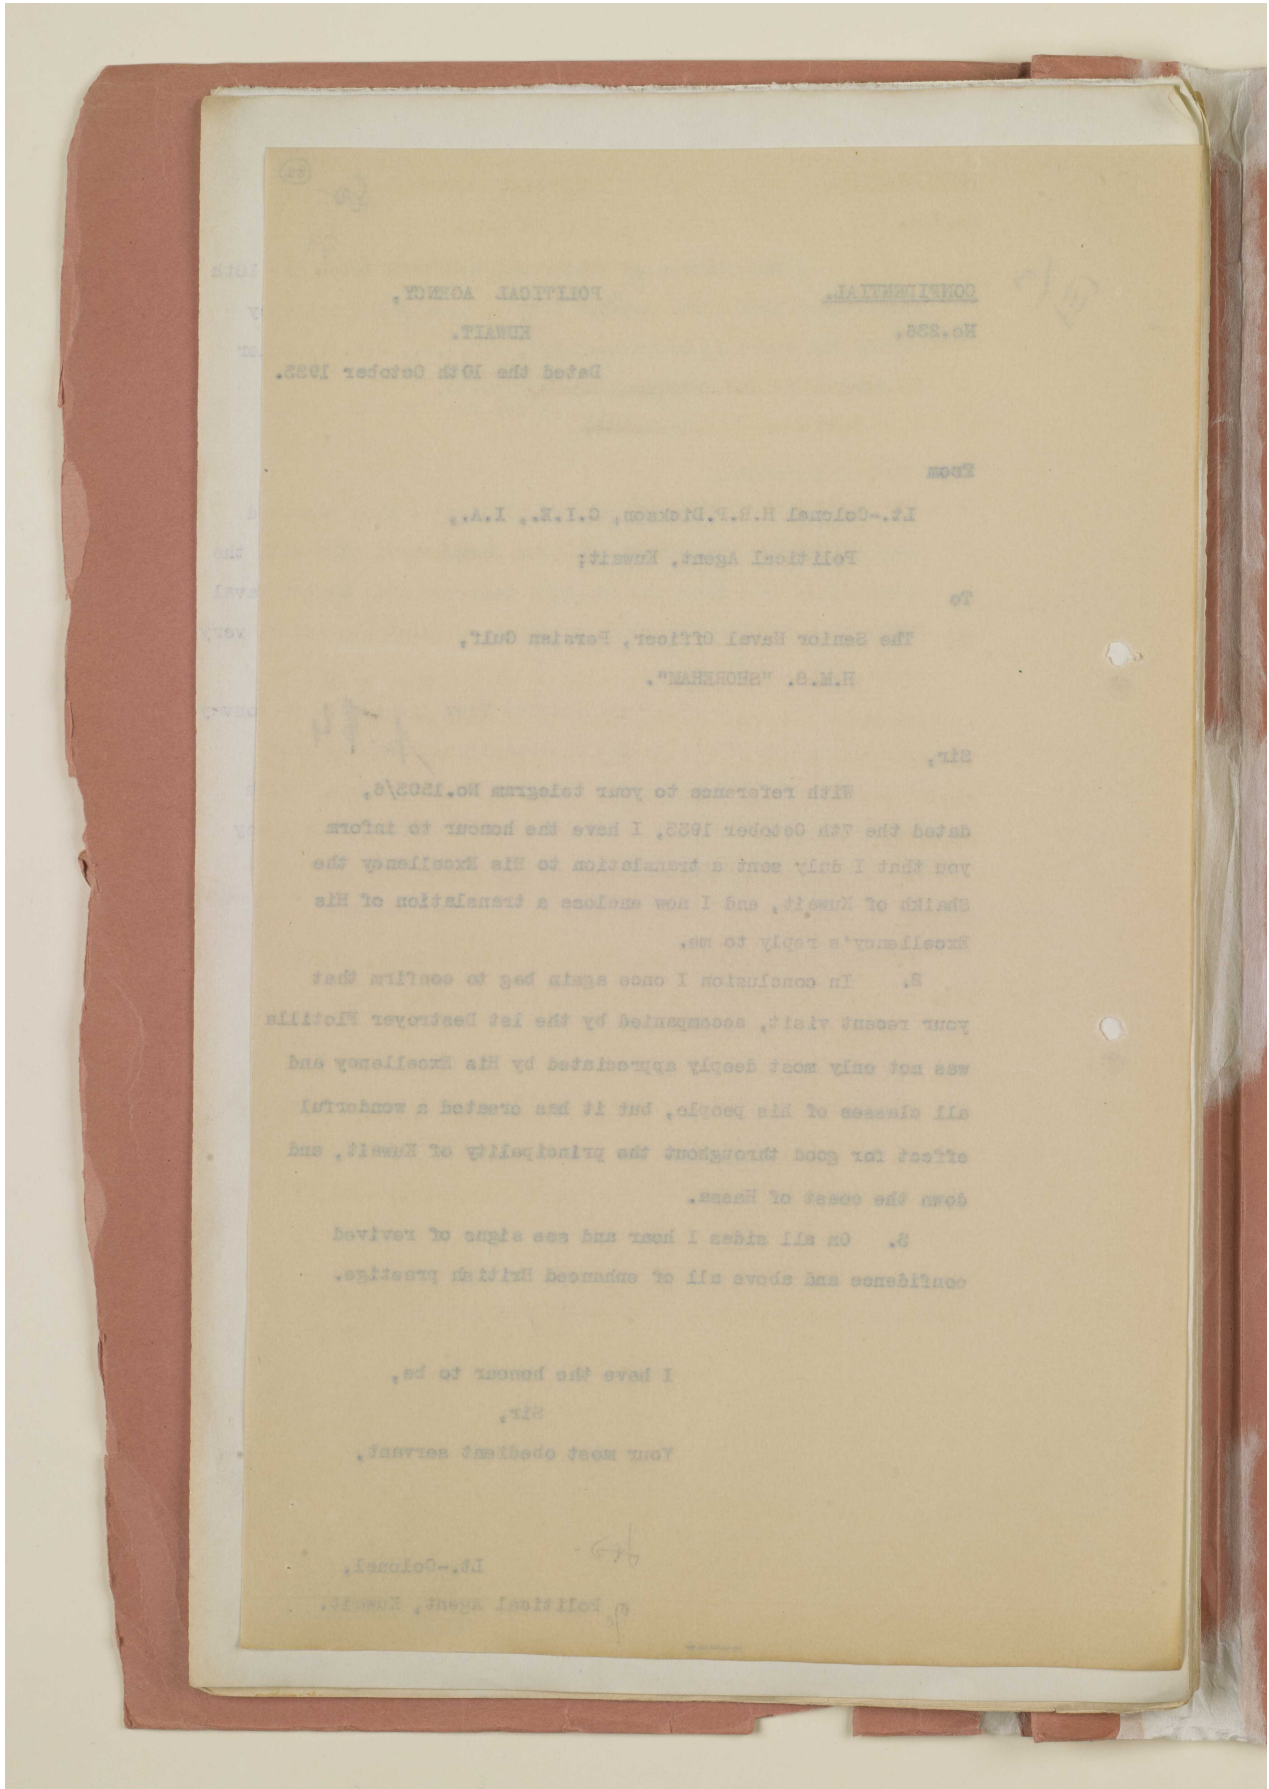 CONFIDENTIAL.
POLITICAL AGENCY,
No.236.
KUWAIT.
Dated the 10th October 1933.
From
Lt.-Colonel H.R.P.Dickson, C.I.E., I.A.,
Political Agent, Kuwait;
To
The Senior Naval Officer, Persian Gulf,
H.M.S. "SHOREHAM".
Sir,
With reference to your telegram No.1503/6,
dated the 7th October 1933, I have the honour to inform
you that I duly sent a translation to His Excellency the
Shaikh of Kuwait, and I now enclose a translation of His
Excellency's reply to me.
2. In conclusion I once again beg to confirm that
your recent visit, accompanied by the 1st Destroyer Flotilla
was not only most deeply appreciated by His Excellency and
all classes of his people, but it has created a wonderful
effect for good throughout the principality of Kuwait, and
down the coast of Hassa.
3. On all sides I hear and see signs of revived
confidence and above all of enhanced British prestige.
I have the honour to be,
Sir,
Your most obedient servant,
Lt.-Colonel,
Political Agent, Kuwait.